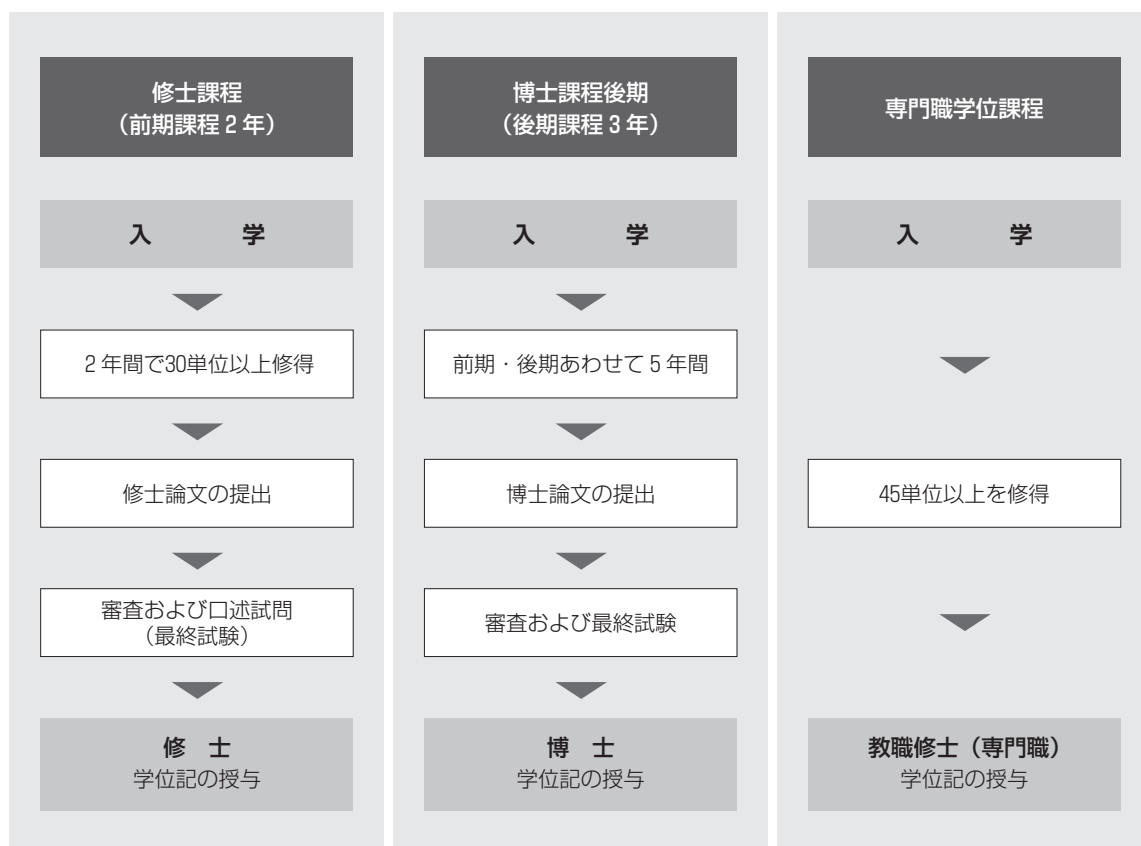 修士課程
（前期課程２年）
入　学
２年間で30単位以上修得
修士論文の提出
審査および口述試問
（最終試験）
修　士
学位記の授与
博士課程後期
（後期課程３年）
入　学
前期・後期あわせて５年間
博士論文の提出
審査および最終試験
博　士
学位記の授与
専門職学位課程
入　学
45単位以上を修得
教職修士（専門職）
学位記の授与